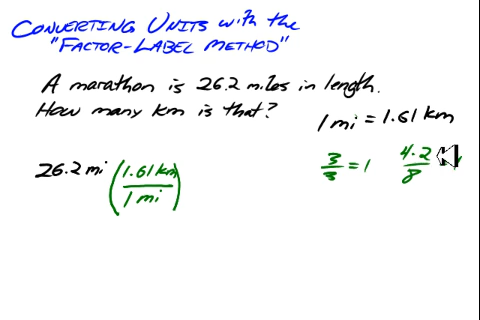 CONVERTING UNITS with the
"FACTOR-LABEL METHOD"
A marathon is 26.2 miles in length.
How many km is that?
1 mi = 1.61 km
26.2 mi (1.61 km / 1 mi)
3/3 = 1
4·2/8